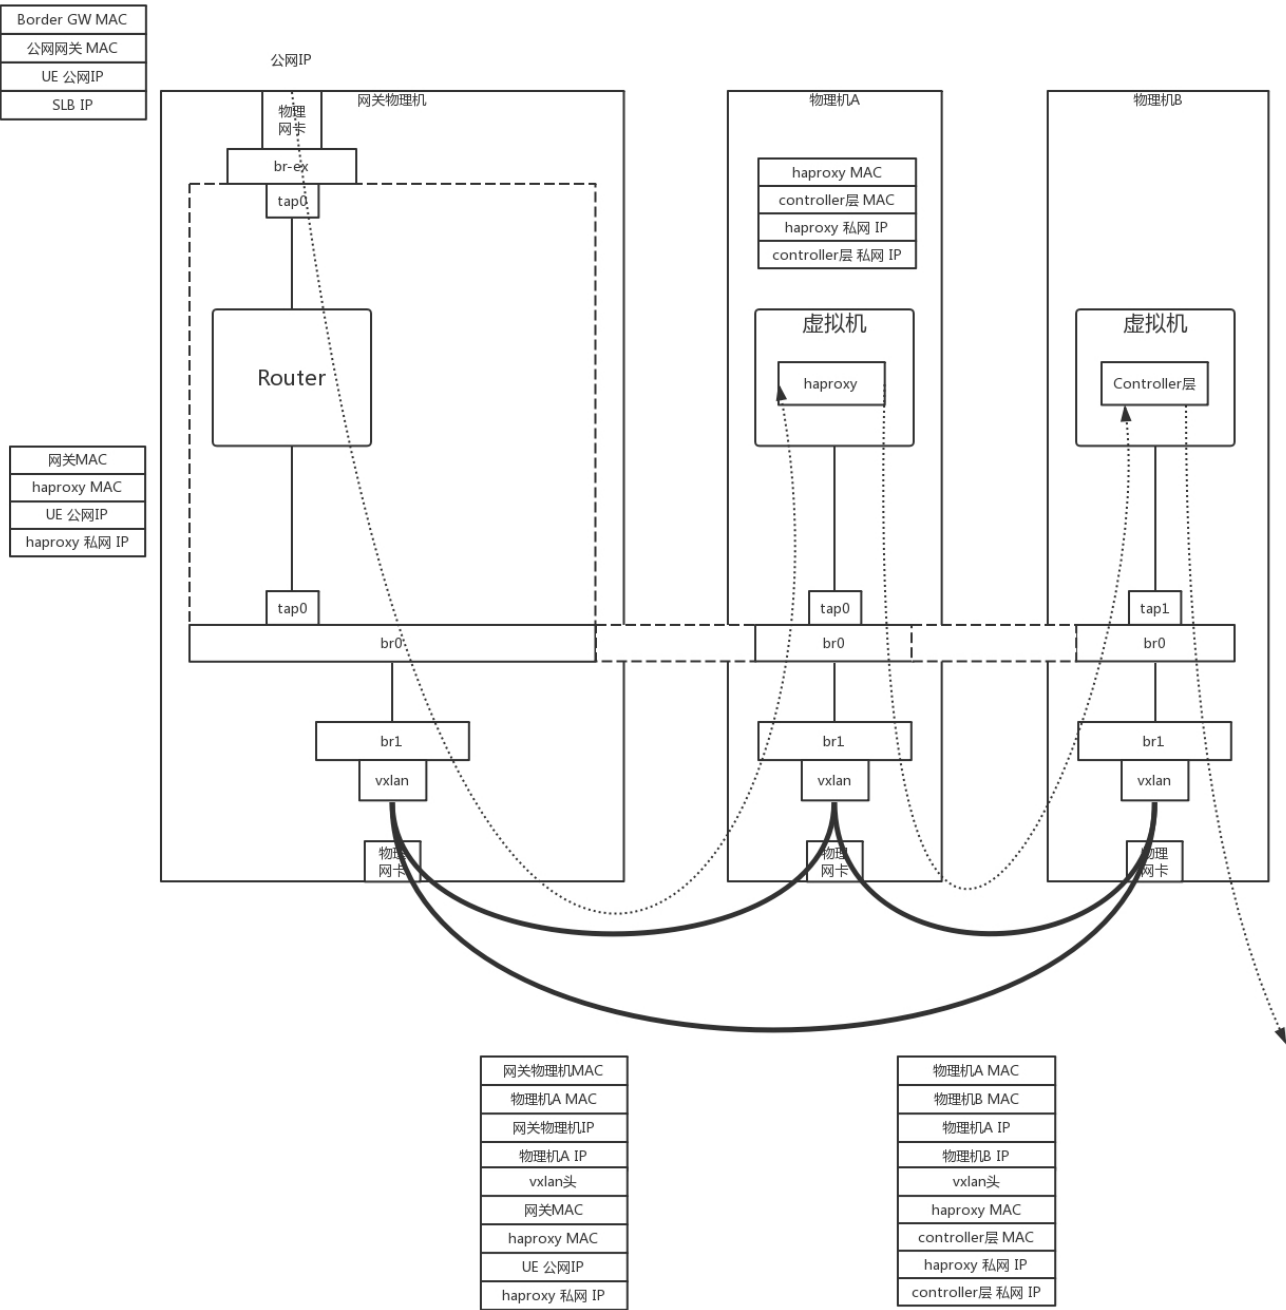 Border GW MAC
公网网关 MAC
UE 公网IP
SLB IP
公网IP
网关物理机
物理
网卡
br-ex
tap0
Router
网关MAC
haproxy MAC
UE 公网IP
haproxy 私网 IP
tap0
br0
br1
vxlan
物理
网卡
物理机A
haproxy MAC
controller层 MAC
haproxy 私网 IP
controller层 私网 IP
虚拟机
haproxy
tap0
br0
br1
vxlan
物理
网卡
物理机B
虚拟机
Controller层
tap1
br0
br1
vxlan
物理
网卡
网关物理机MAC
物理机A MAC
网关物理机IP
物理机A IP
vxlan头
网关MAC
haproxy MAC
UE 公网IP
haproxy 私网 IP
物理机A MAC
物理机B MAC
物理机A IP
物理机B IP
vxlan头
haproxy MAC
controller层 MAC
haproxy 私网 IP
controller层 私网 IP